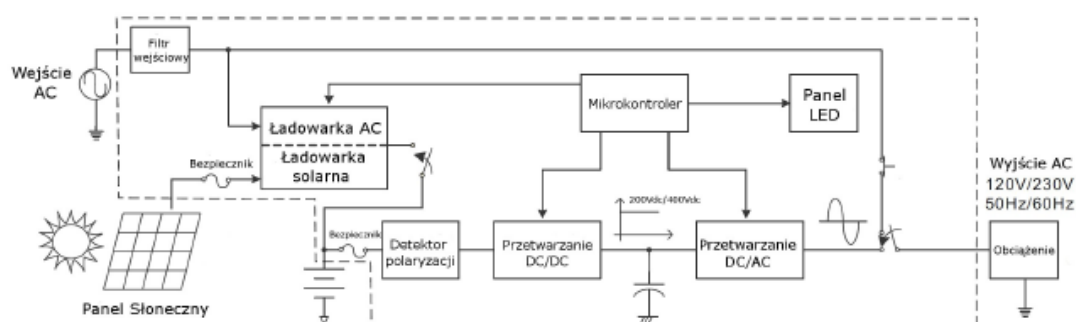 Filtr
wejściowy
Wejście
AC
Mikrokontroler
Panel
LED
Ładowarka AC
Ładowarka
solarna
Bezpiecznik
Wyjście AC
120V/230V
50Hz/60Hz
200Vdc/400Vdc
Bezpiecznik
Detektor
polaryzacji
Przetwarzanie
DC/DC
Przetwarzanie
DC/AC
Obciążenie
Panel Słoneczny